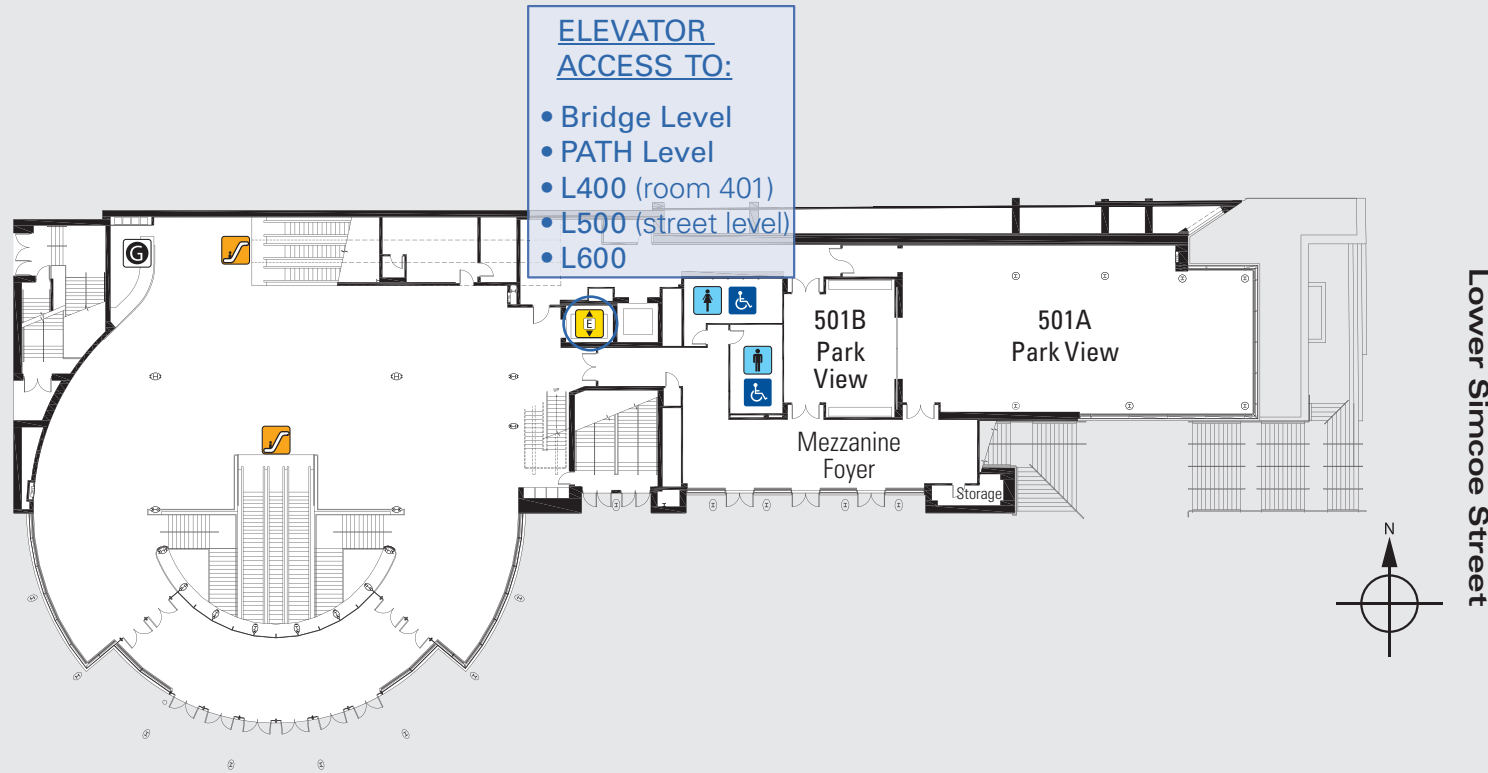 ELEVATOR
ACCESS TO:
• Bridge Level
• PATH Level
• L400 (room 401)
• L500 (street level)
• L600
G
E
501B
Park
View
501A
Park View
Mezzanine
Foyer
Storage
Lower Simcoe Street
N